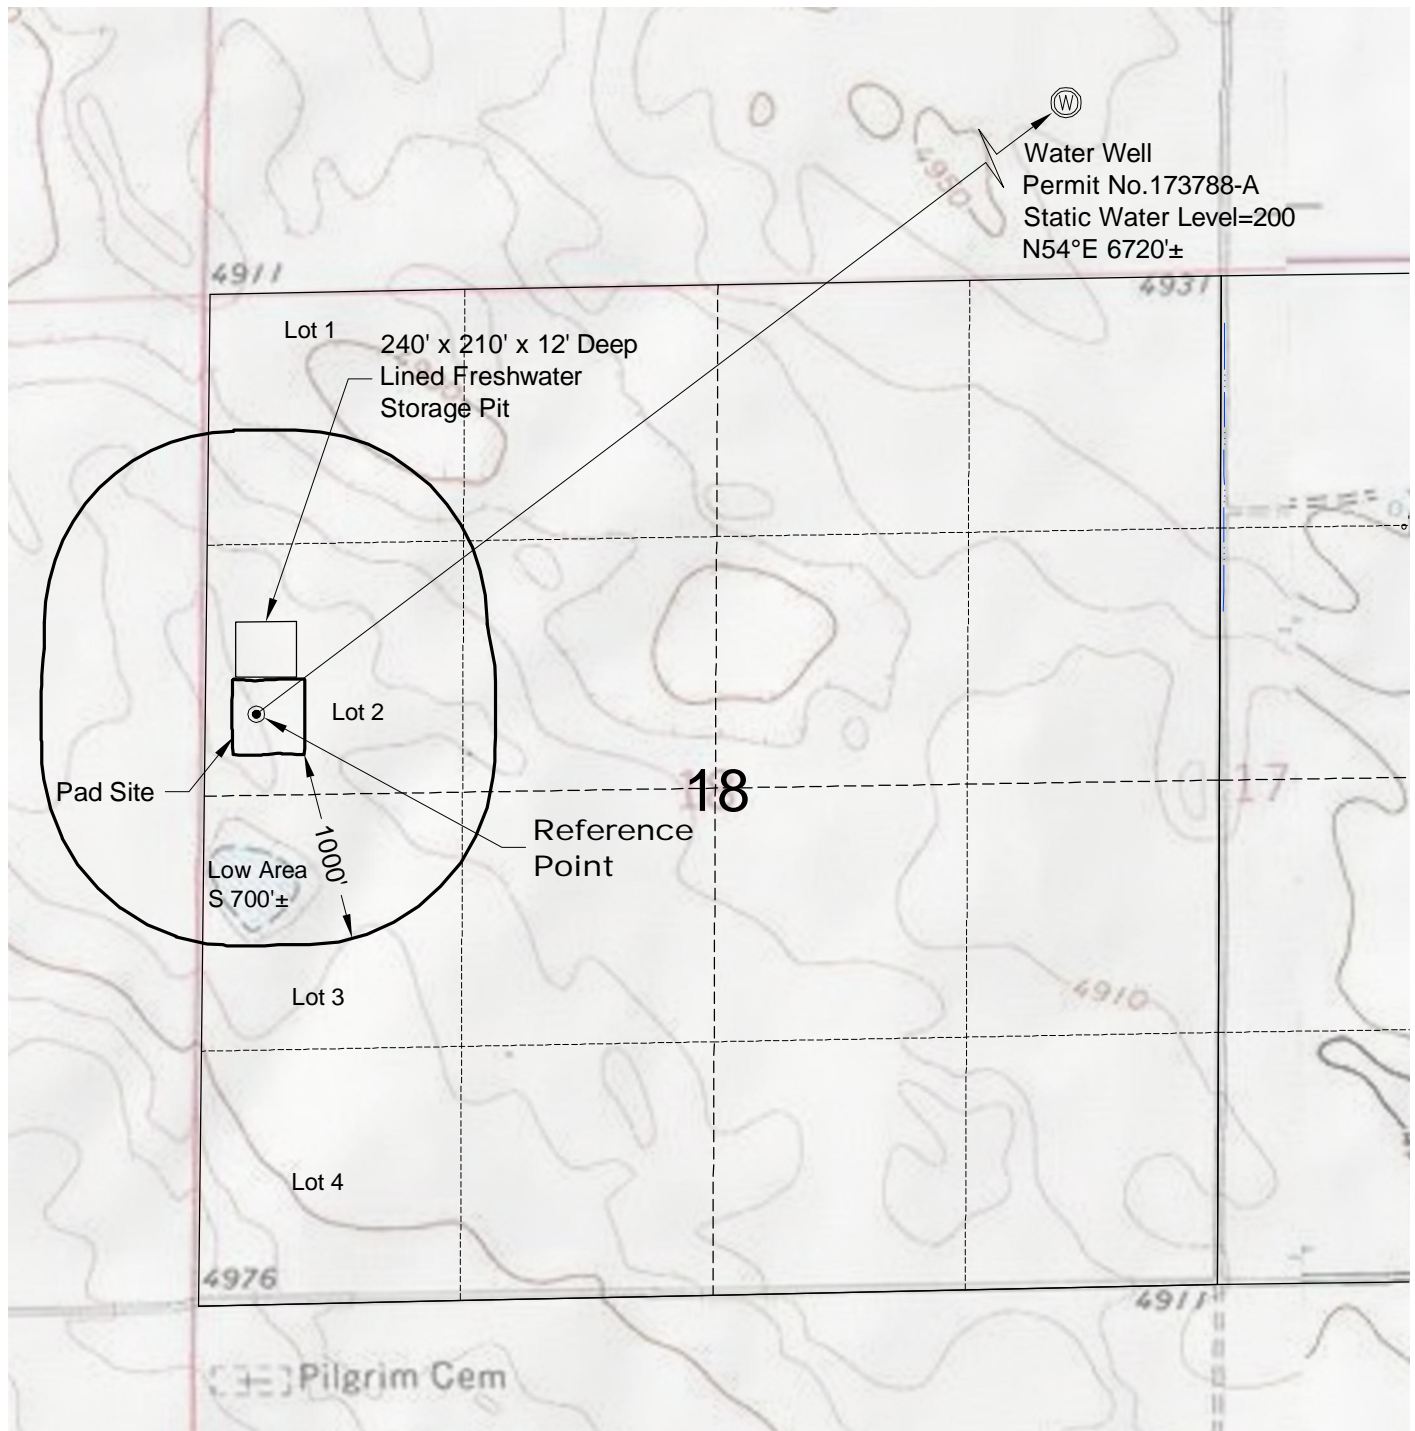 W
4950
Water Well
Permit No.173788-A
Static Water Level=200
N54°E 6720'±
4911
4931
Lot 1
240' x 210' x 12' Deep
Lined Freshwater
Storage Pit
Lot 2
Pad Site
18
17
Reference
Point
1000'
Low Area
S 700'±
Lot 3
4910
Lot 4
4976
4911
Pilgrim Cem